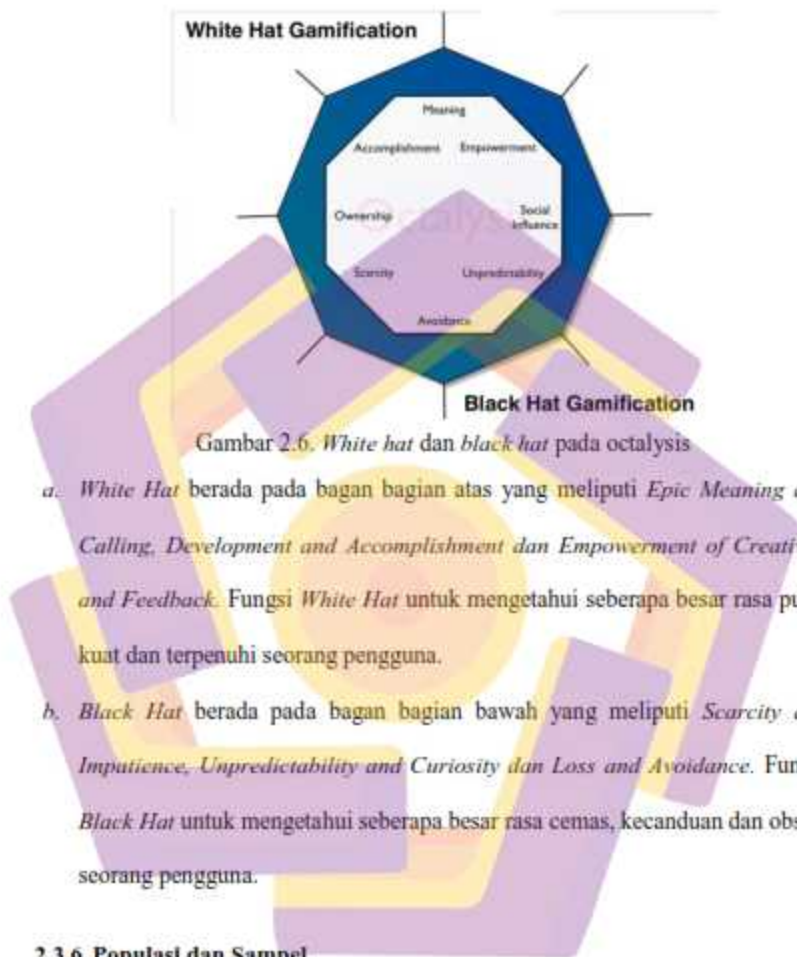 White Hat Gamification
Meaning
Accomplishment Empowerment
Octalysis
Ownership Social
Influence
Scarcity Unpredictability
Avoidance
Black Hat Gamification
Gambar 2.6. White hat dan black hat pada octalysis
a. White Hat berada pada bagan bagian atas yang meliputi Epic Meaning
Calling, Development and Accomplishment dan Empowerment of
and Feedback. Fungsi White Hat untuk mengetahui seberapa besar rasa
kuat dan terpenuhi seorang pengguna.
b. Black Hat berada pada bagan bagian bawah yang meliputi Scarcity
Impatience, Unpredictability and Curiosity dan Loss and Avoidance.
Black Hat untuk mengetahui seberapa besar rasa cemas, kecanduan dan
seorang pengguna.
2.3.6. Populasi dan Sampel